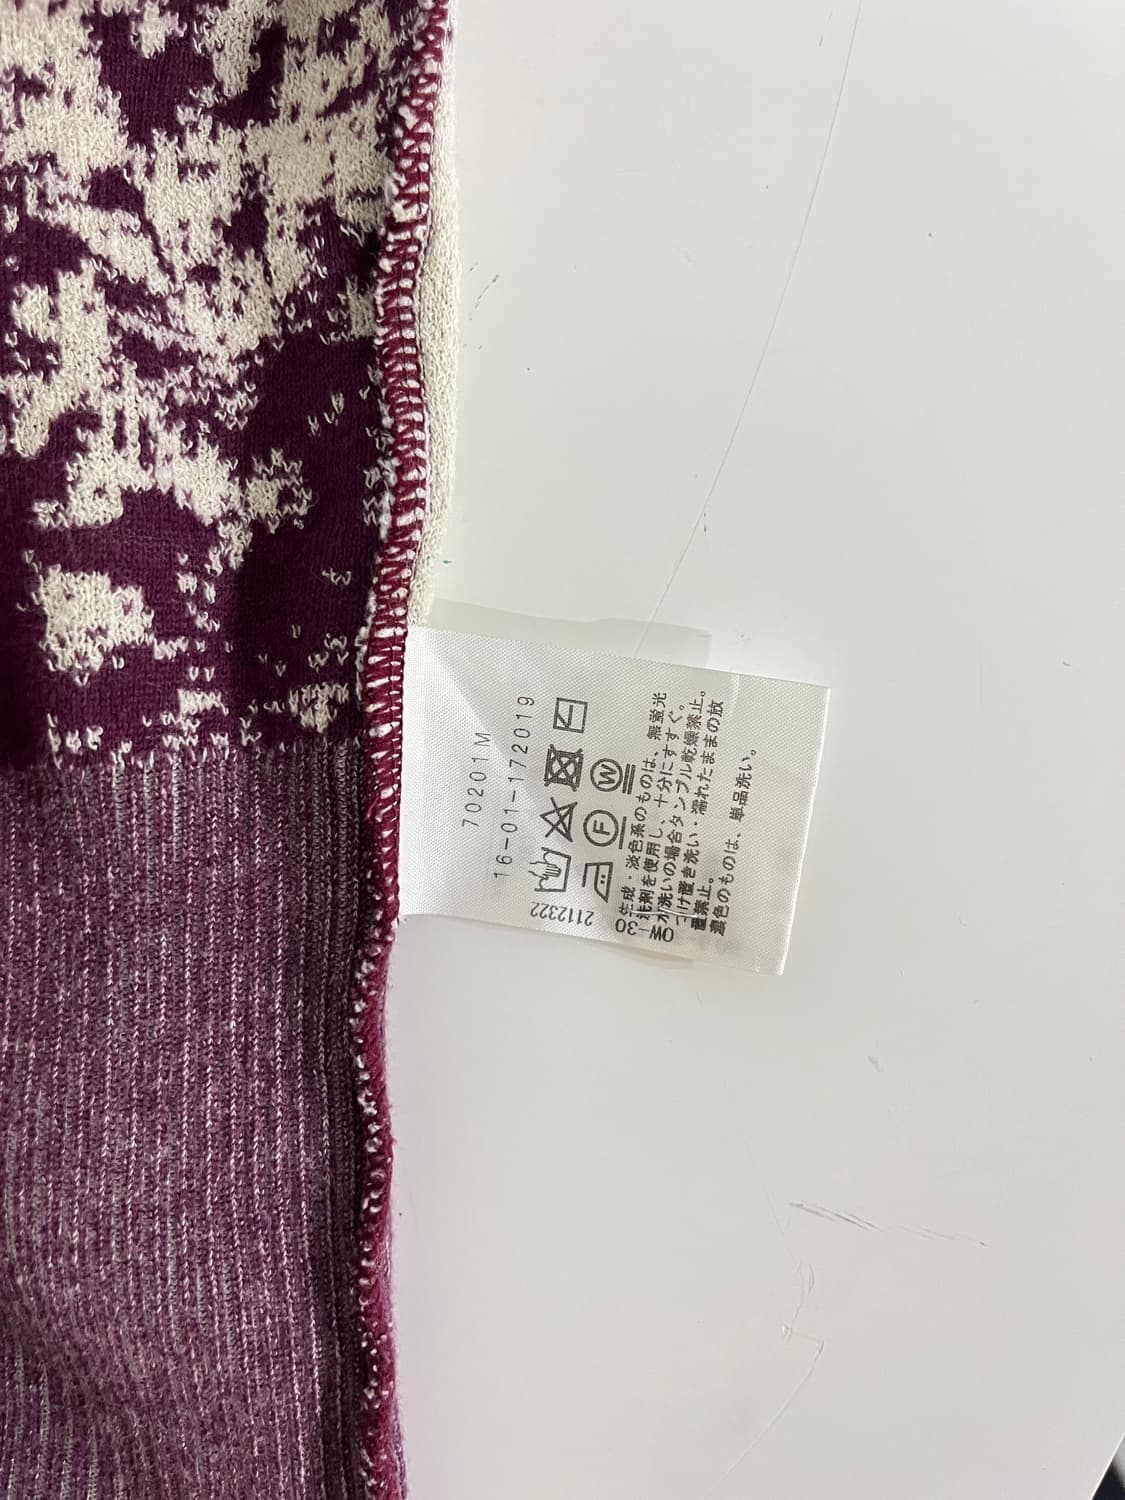 70201M
16-01-172019
F W
生成・淡色系のものは、無蛍光
洗剤を使用し、十分にすすぐ。
水洗いの場合タンブル乾燥禁止。
つけ置き洗い・濡れたままの放
置禁止。
濃色のものは、単品洗い。
2112322
2112
OW-30